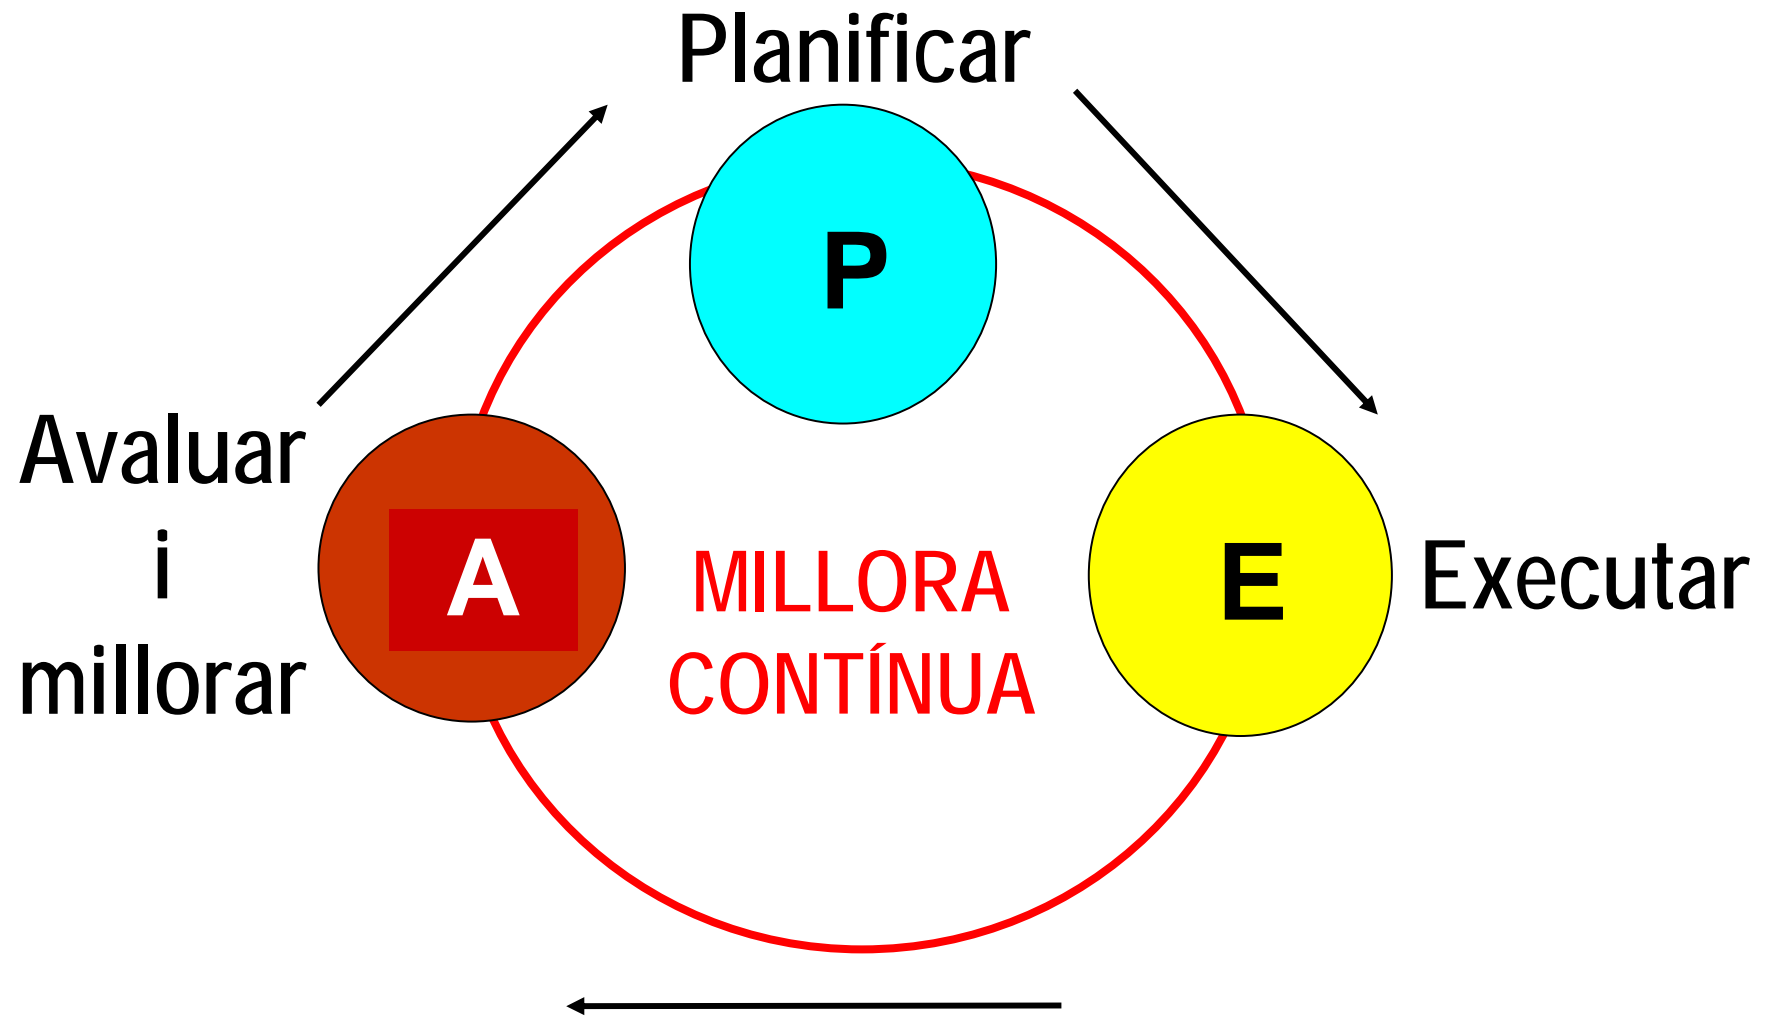 Planificar
P
Avaluar
i
millorar
A
MILLORA
CONTÍNUA
E
Executar